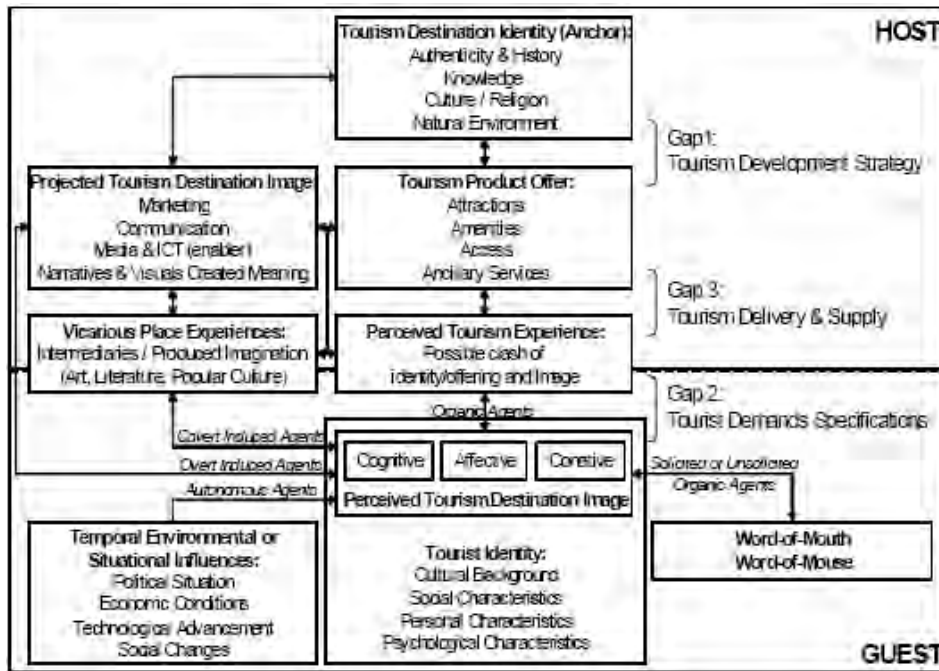 HOST
Tourism Destination Identity (Anchor):
Authenticity & History
Knowledge
Culture / Religion
Natural Environment
Gap 1:
Tourism Development Strategy
Projected Tourism Destination Image
Marketing
Communication
Media & ICT (enabler)
Narratives & Visuals Created Meaning
Tourism Product Offer:
Attractions
Amenities
Access
Ancillary Services
Gap 3:
Tourism Delivery & Supply
Vicarious Place Experiences:
Intermediaries / Produced Imagination
(Art, Literature, Popular Culture)
Perceived Tourism Experience:
Possible clash of
identity/offering and Image
Gap 2:
Tourist Demands Specifications
Organic Agents
Covert Induced Agents
Overt Induced Agents
Autonomous Agents
Cognitive
Affective
Conative
Perceived Tourism Destination Image
Solicited or Unsolicited
Organic Agents
Temporal Environmental or
Situational Influences:
Political Situation
Economic Conditions
Technological Advancement
Social Changes
Tourist Identity:
Cultural Background
Social Characteristics
Personal Characteristics
Psychological Characteristics
Word-of-Mouth
Word-of-Mouse
GUEST